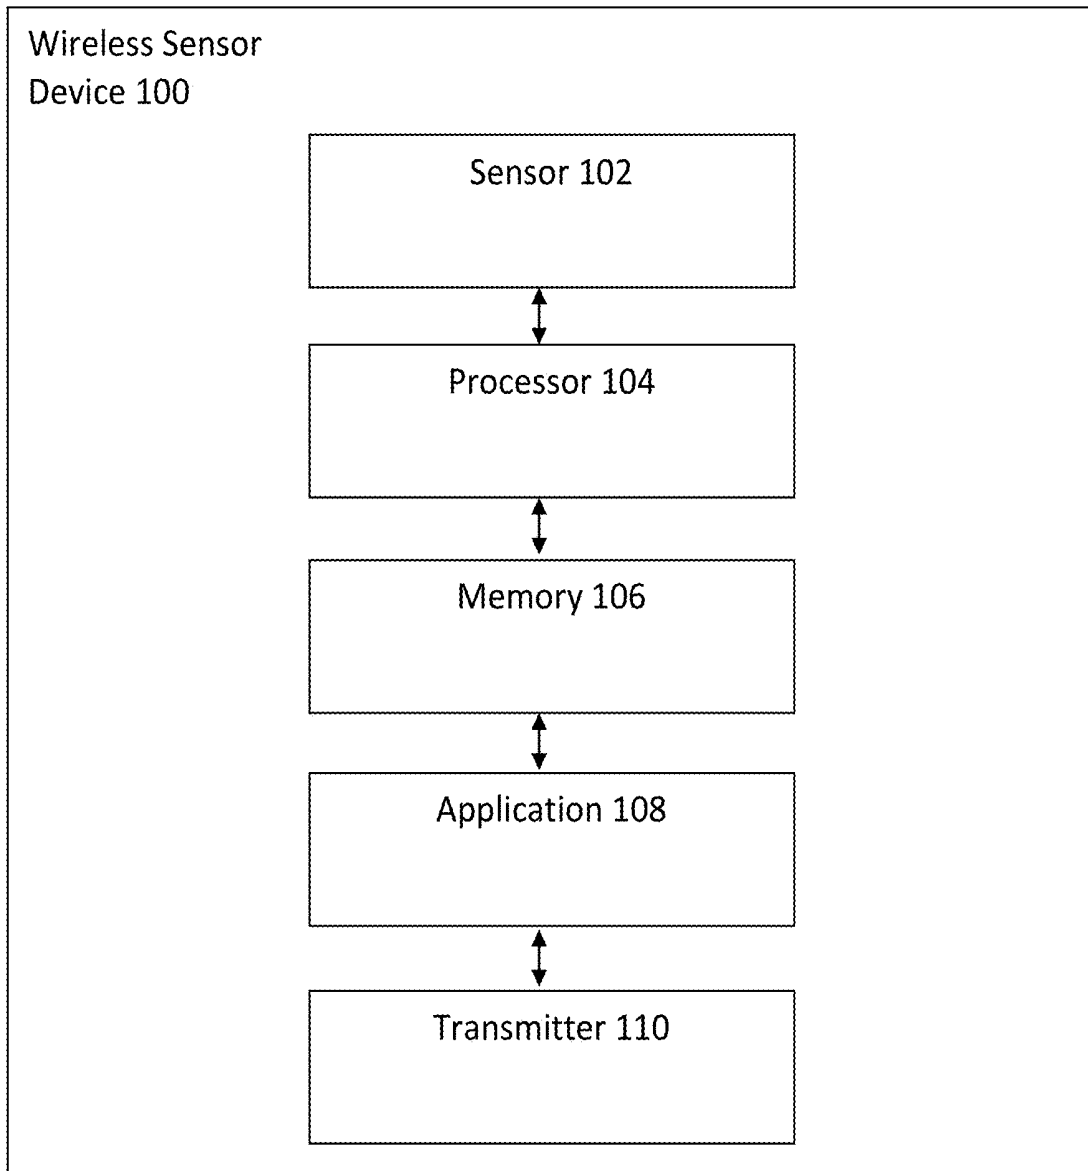 Wireless Sensor
Device 100
Sensor 102
Processor 104
Memory 106
Application 108
Transmitter 110